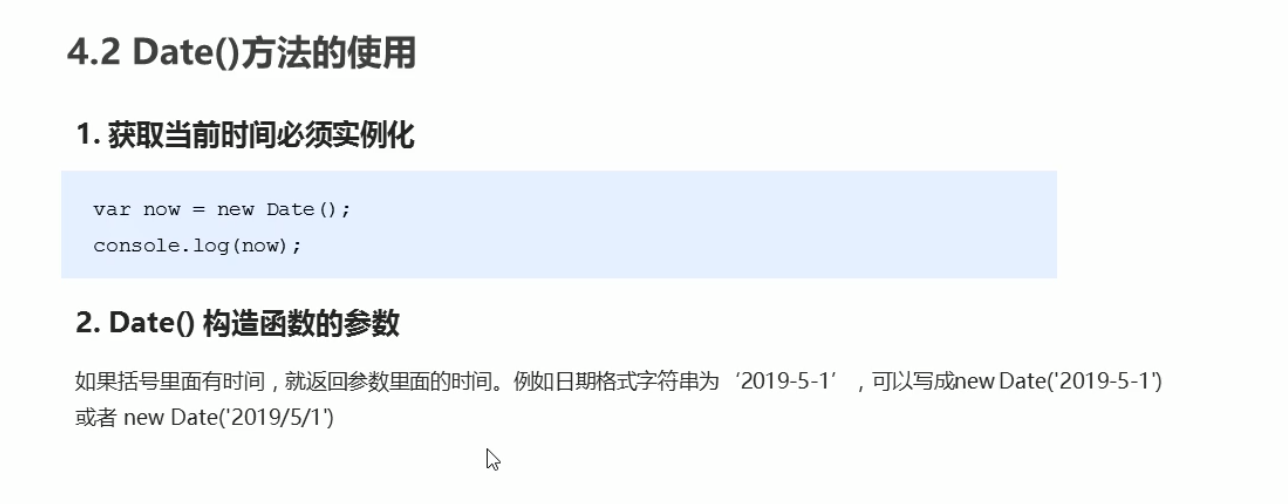 4.2 Date()方法的使用
1. 获取当前时间必须实例化
var now = new Date();
console.log(now);
2. Date() 构造函数的参数
如果括号里面有时间，就返回参数里面的时间。例如日期格式字符串为‘2019-5-1’，可以写成new Date('2019-5-1')
或者 new Date('2019/5/1')